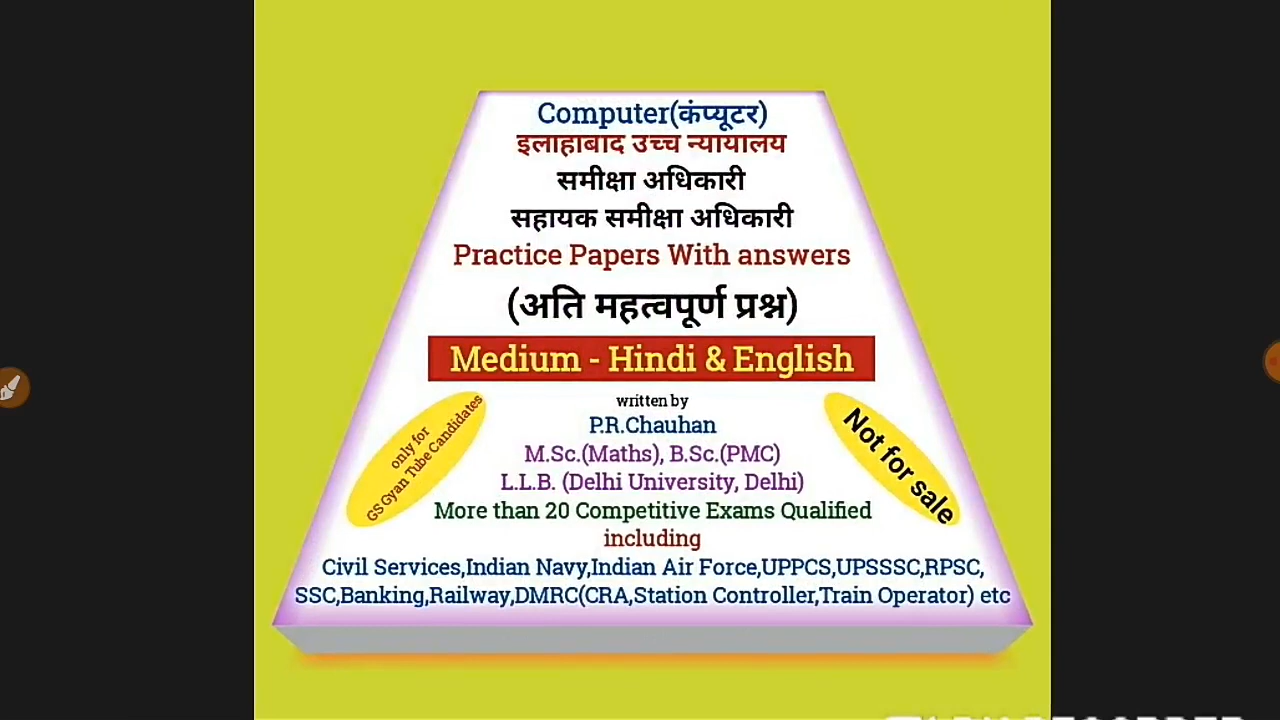 Computer(कंप्यूटर)
इलाहाबाद उच्च न्यायालय
समीक्षा अधिकारी
सहायक समीक्षा अधिकारी
Practice Papers With answers
(अति महत्वपूर्ण प्रश्न)
Medium - Hindi & English
written by
P.R.Chauhan
M.Sc.(Maths), B.Sc.(PMC)
L.L.B. (Delhi University, Delhi)
only for
GS Gyan Tube Candidates
Not for sale
More than 20 Competitive Exams Qualified
including
Civil Services,Indian Navy,Indian Air Force,UPPCS,UPSSSC,RPSC,
SSC,Banking,Railway,DMRC(CRA,Station Controller,Train Operator) etc